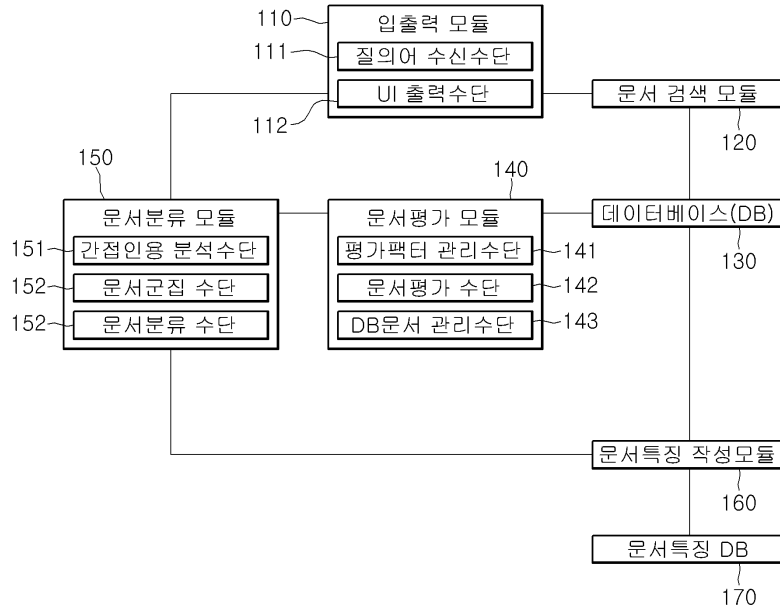 110
입출력 모듈
111
질의어 수신수단
UI 출력수단
112
문서 검색 모듈
120
150
문서분류 모듈
151
간접인용 분석수단
152
문서군집 수단
152
문서분류 수단
140
문서평가 모듈
평가팩터 관리수단
141
문서평가 수단
142
DB문서 관리수단
143
데이터베이스(DB)
130
문서특징 작성모듈
160
문서특징 DB
170